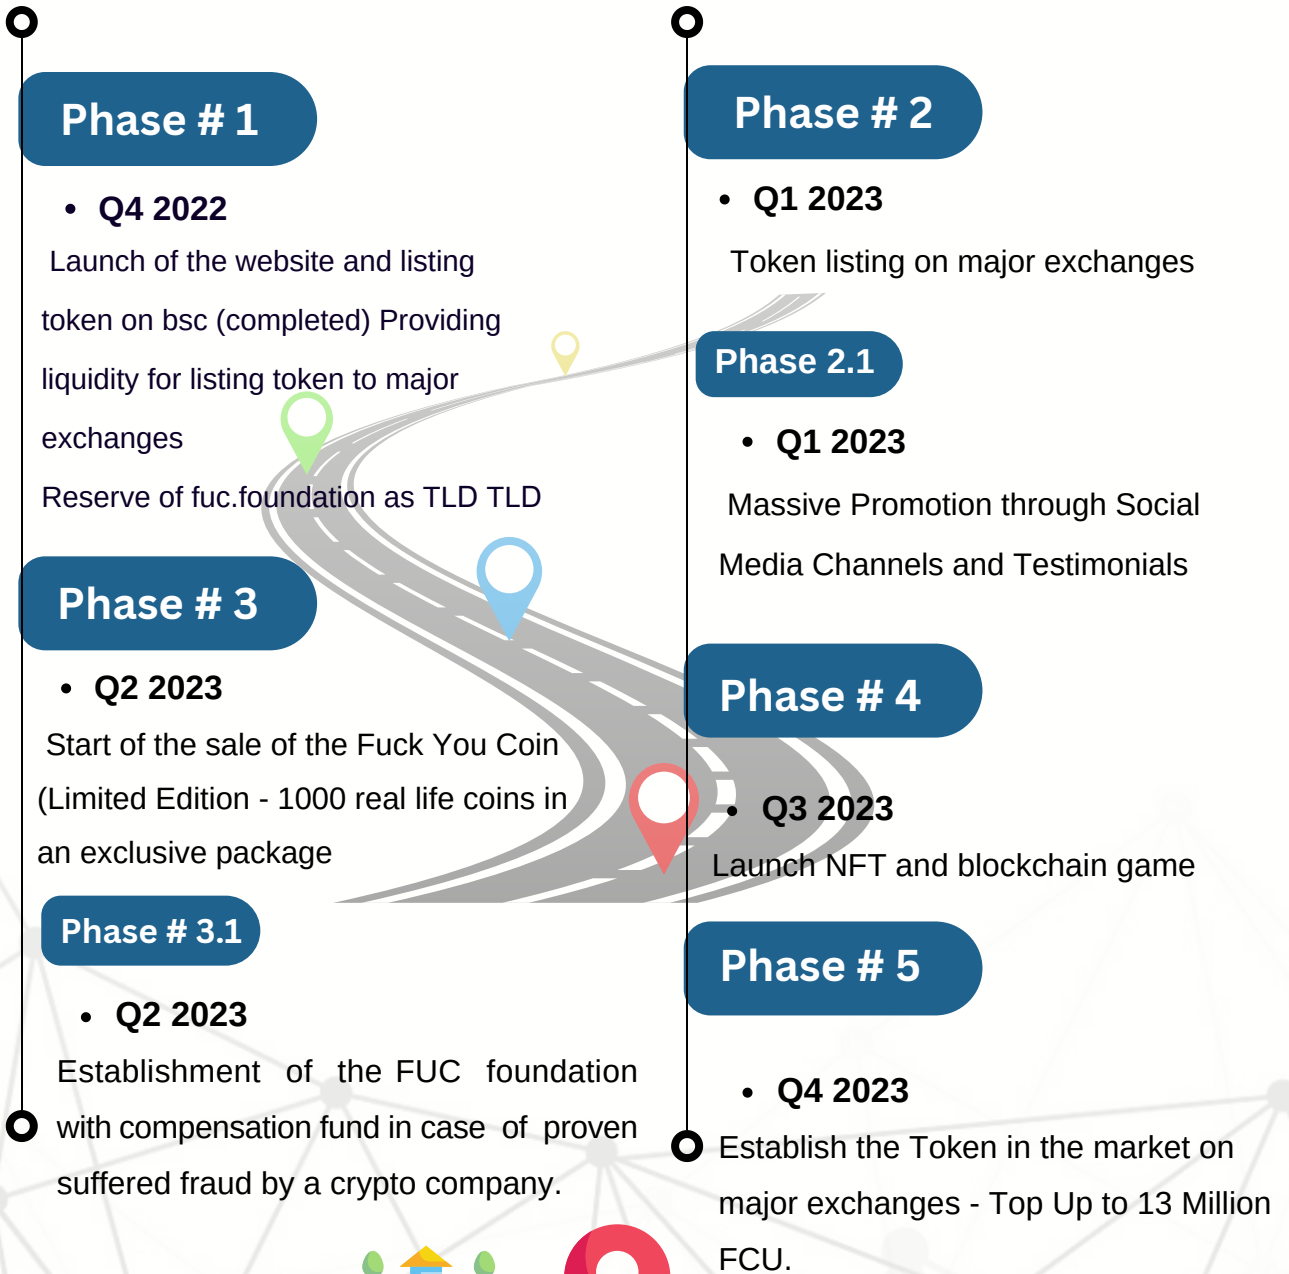 Phase # 1
• Q4 2022
Launch of the website and listing
token on bsc (completed) Providing
liquidity for listing token to major
exchanges
Reserve of fuc.foundation as TLD TLD
Phase # 2
• Q1 2023
Token listing on major exchanges
Phase 2.1
• Q1 2023
Massive Promotion through Social
Media Channels and Testimonials
Phase # 3
• Q2 2023
Start of the sale of the Fuck You Coin
(Limited Edition - 1000 real life coins in
an exclusive package
Phase # 3.1
• Q2 2023
Establishment of the FUC foundation
with compensation fund in case of proven
suffered fraud by a crypto company.
Phase # 4
• Q3 2023
Launch NFT and blockchain game
Phase # 5
• Q4 2023
Establish the Token in the market on
major exchanges - Top Up to 13 Million
FCU.